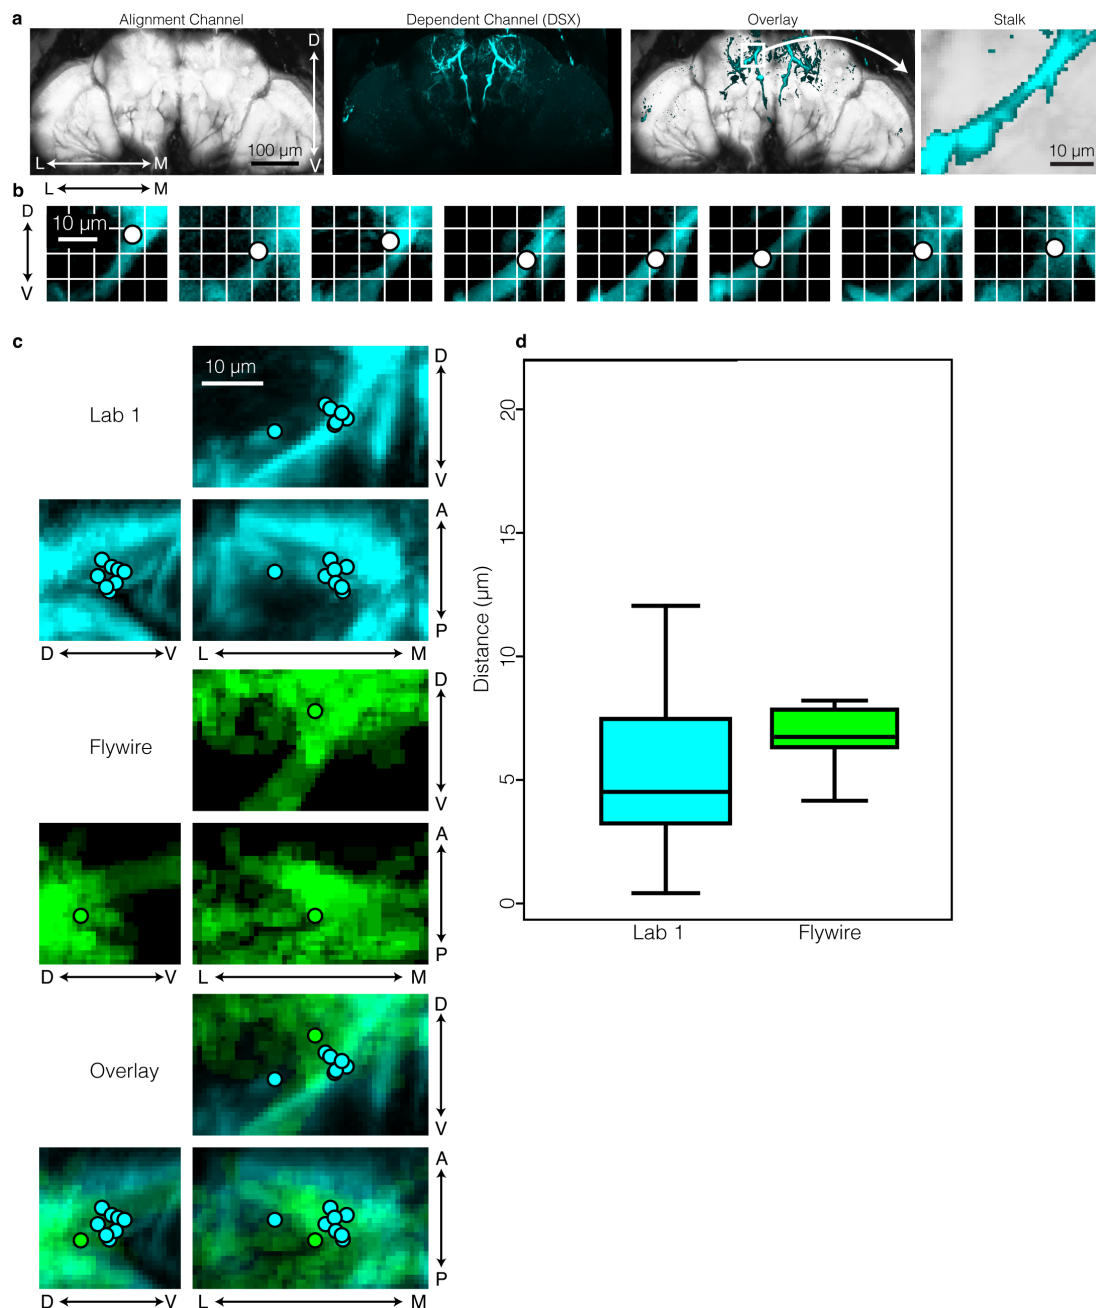 a
Alignment Channel
Dependent Channel (DSX)
Overlay
Stalk
D
V
L
M
100 µm
10 µm
L
M
b
D
V
10 µm
c
d
Lab 1
10 µm
D
V
A
P
D
V
L
M
Flywire
D
V
A
P
D
V
L
M
Overlay
D
V
A
P
D
V
L
M
Distance (µm)
20
15
10
5
0
Lab 1
Flywire